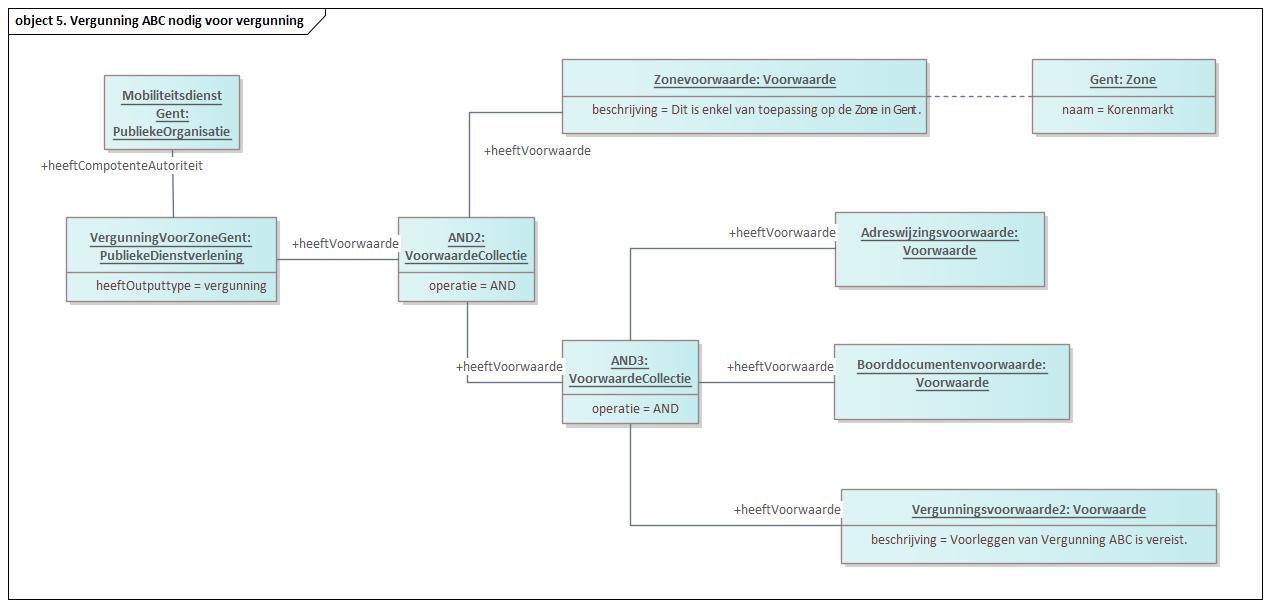 object 5. Vergunning ABC nodig voor vergunning
Mobiliteitsdienst
Gent:
PubliekeOrganisatie
+heeftCompotenteAutoriteit
VergunningVoorZoneGent:
PubliekeDienstverlening
heeftOutputtype = vergunning
+heeftVoorwaarde
AND2:
VoorwaardeCollectie
operatie = AND
+heeftVoorwaarde
Zonevoorwaarde: Voorwaarde
beschrijving = Dit is enkel van toepassing op de Zone in Gent.
Gent: Zone
naam = Korenmarkt
+heeftVoorwaarde
AND3:
VoorwaardeCollectie
operatie = AND
+heeftVoorwaarde
Adreswijzingsvoorwaarde:
Voorwaarde
+heeftVoorwaarde
Boorddocumentenvoorwaarde:
Voorwaarde
+heeftVoorwaarde
Vergunningsvoorwaarde2: Voorwaarde
beschrijving = Voorleggen van Vergunning ABC is vereist.